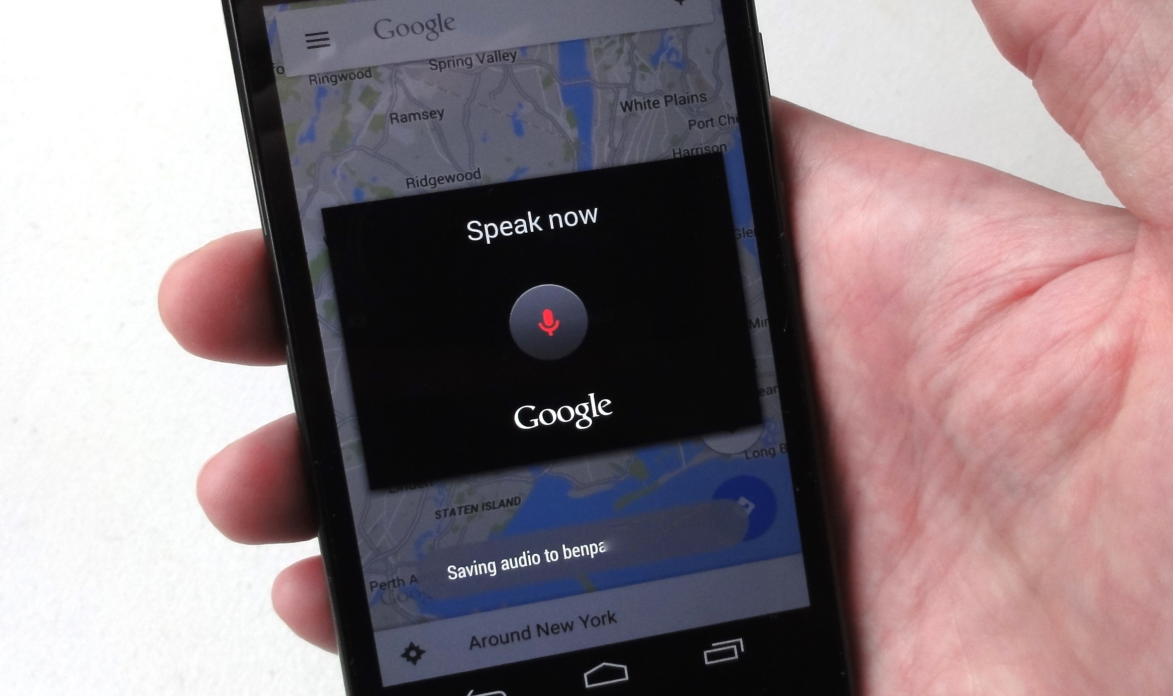 Google
Spring Valley
Ringwood
White Plains
Ramsey
Port Ch
Harrison
Ridgewood
Speak now
Google
Long B
STATEN ISLAND
Saving audio to benpa
Perth A
Around New York